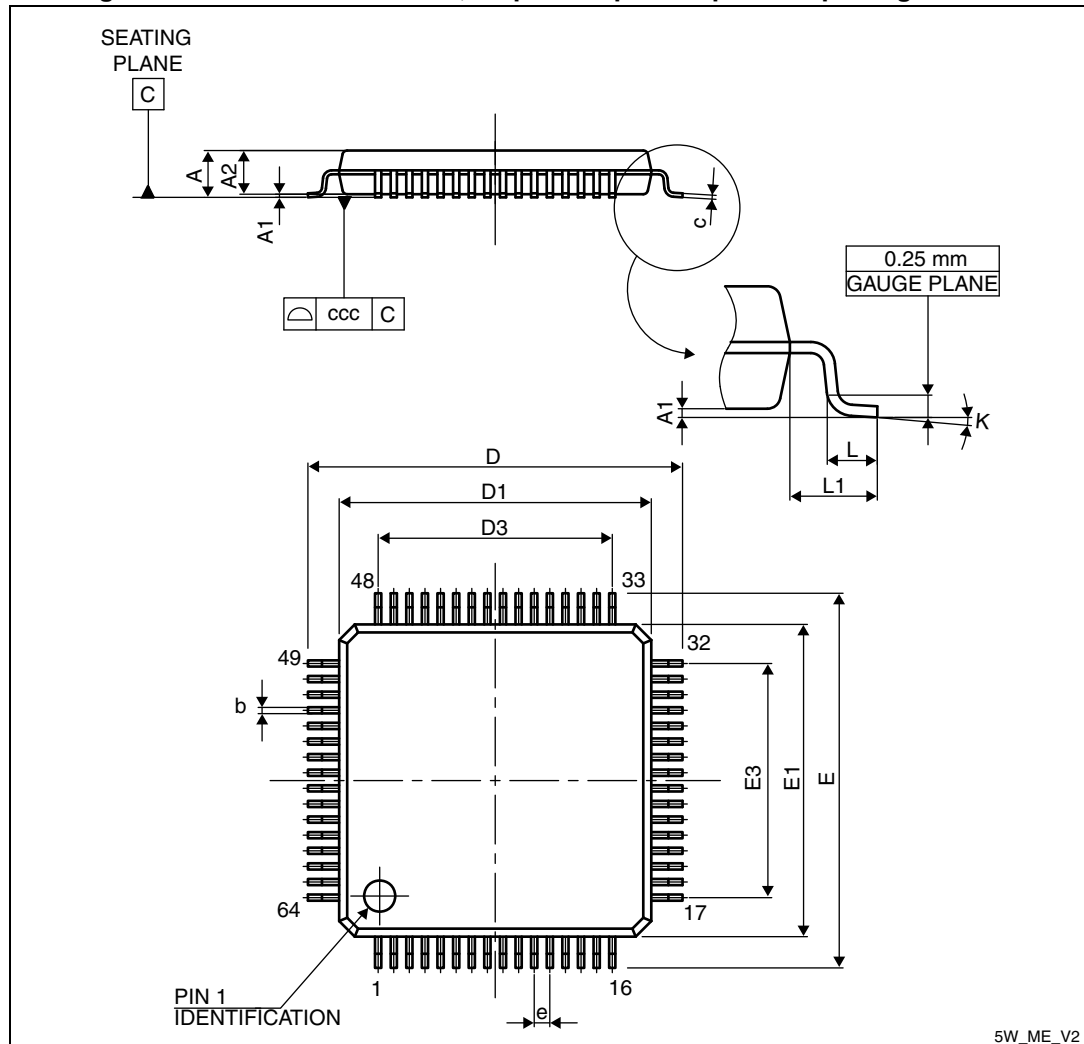 SEATING
PLANE
C
A
A2
A1
c
ccc C
0.25 mm
GAUGE PLANE
A1
K
L
L1
D
D1
D3
48
33
49
32
b
E3
E1
E
64
17
1
16
PIN 1
IDENTIFICATION
e
5W_ME_V2